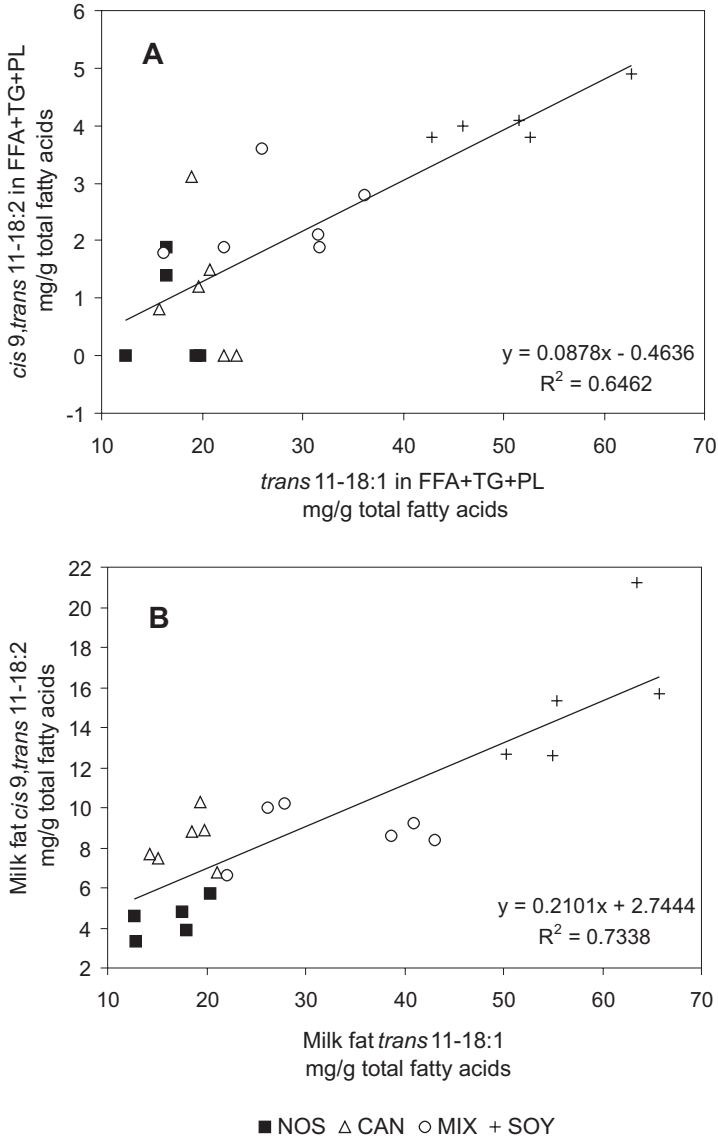 6
5
4
3
2
1
0
-1
A
cis 9,trans 11-18:2 in FFA+TG+PL
mg/g total fatty acids
y = 0.0878x - 0.4636
R² = 0.6462
10 20 30 40 50 60 70
trans 11-18:1 in FFA+TG+PL
mg/g total fatty acids
22
20
18
16
14
12
10
8
6
4
2
B
Milk fat cis 9,trans 11-18:2
mg/g total fatty acids
y = 0.2101x + 2.7444
R² = 0.7338
10 20 30 40 50 60 70
Milk fat trans 11-18:1
mg/g total fatty acids
NOS CAN MIX SOY